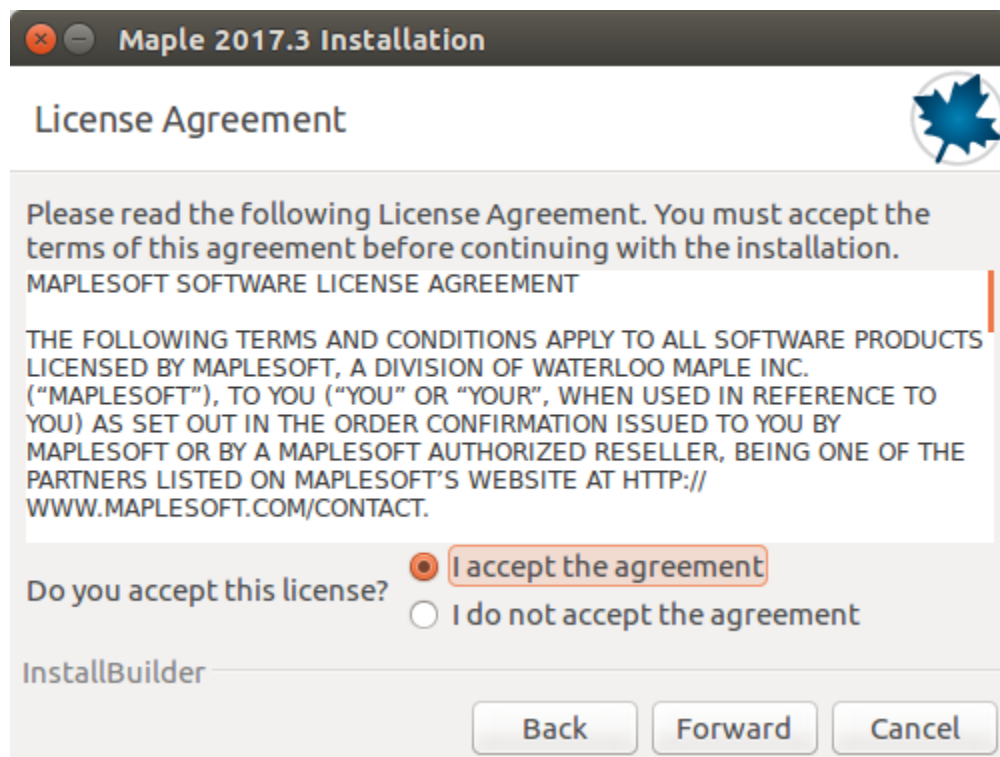 Maple 2017.3 Installation
License Agreement
Please read the following License Agreement. You must accept the
terms of this agreement before continuing with the installation.
MAPLESOFT SOFTWARE LICENSE AGREEMENT
THE FOLLOWING TERMS AND CONDITIONS APPLY TO ALL SOFTWARE PRODUCTS
LICENSED BY MAPLESOFT, A DIVISION OF WATERLOO MAPLE INC.
(“MAPLESOFT”), TO YOU (“YOU” OR “YOUR”, WHEN USED IN REFERENCE TO
YOU) AS SET OUT IN THE ORDER CONFIRMATION ISSUED TO YOU BY
MAPLESOFT OR BY A MAPLESOFT AUTHORIZED RESELLER, BEING ONE OF THE
PARTNERS LISTED ON MAPLESOFT’S WEBSITE AT HTTP://
WWW.MAPLESOFT.COM/CONTACT.
Do you accept this license?
I accept the agreement
I do not accept the agreement
InstallBuilder
Back
Forward
Cancel